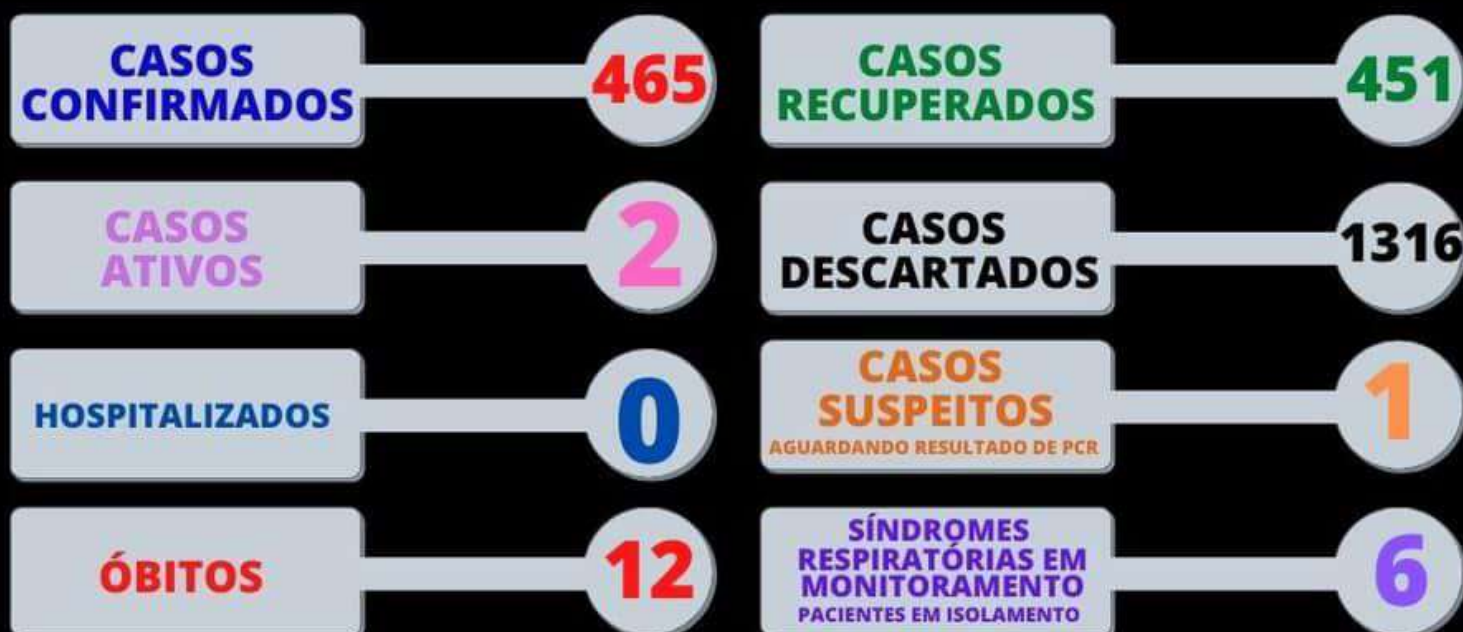 CASOS
CONFIRMADOS
465
CASOS
RECUPERADOS
451
CASOS
ATIVOS
2
CASOS
DESCARTADOS
1316
HOSPITALIZADOS
0
CASOS
SUSPEITOS
AGUARDANDO RESULTADO DE PCR
1
ÓBITOS
12
SÍNDROMES
RESPIRATÓRIAS EM
MONITORAMENTO
PACIENTES EM ISOLAMENTO
6